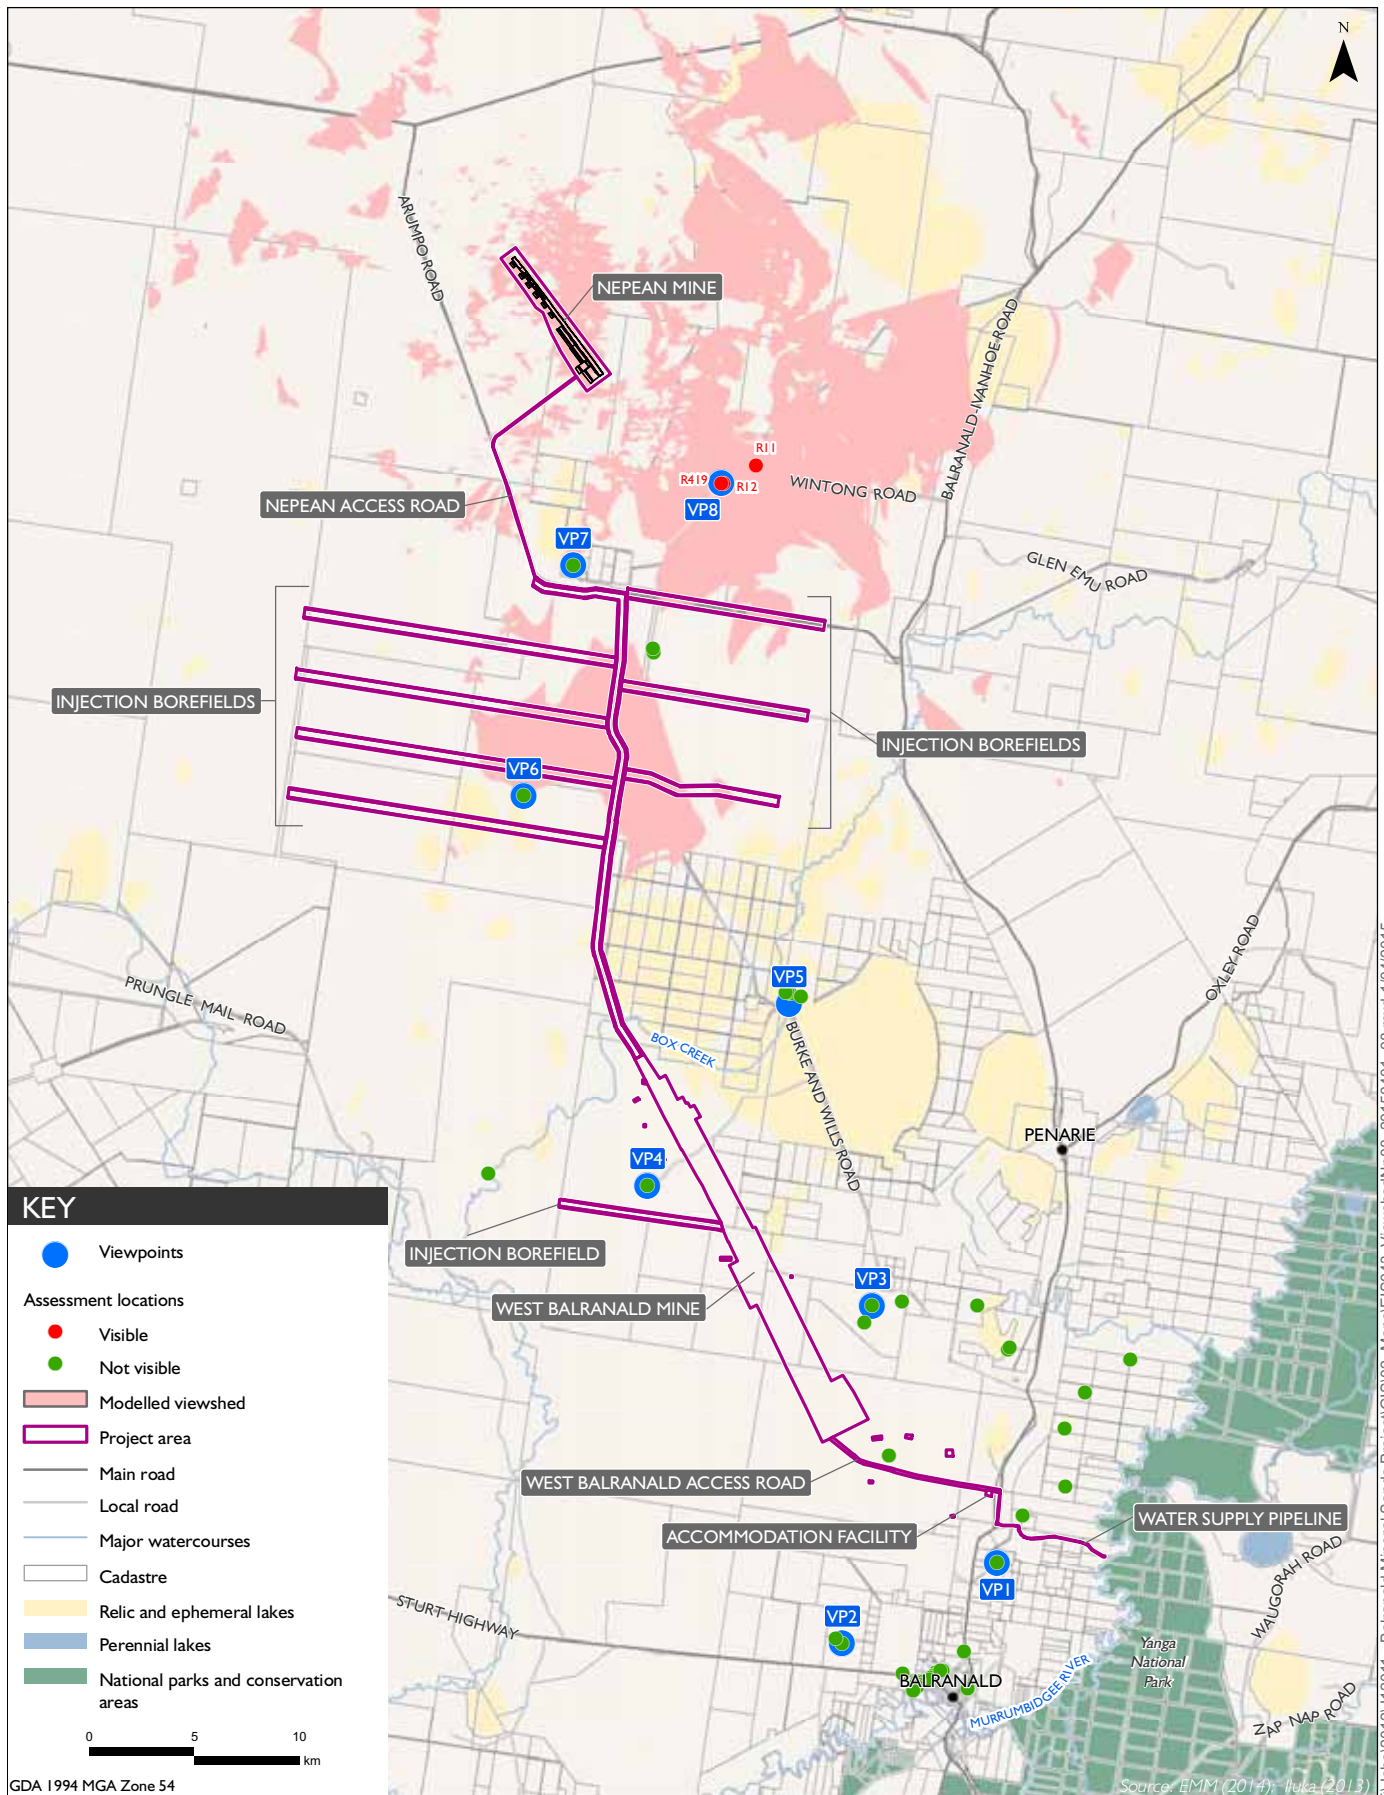 N
ARUMPO ROAD
NEPEAN MINE
BALRANALD-IVANHOE ROAD
R11
R419
R12
WINTONG ROAD
NEPEAN ACCESS ROAD
VP8
VP7
GLEN EMU ROAD
INJECTION BOREFIELDS
INJECTION BOREFIELDS
VP6
OXLEY ROAD
PRUNGLE MAIL ROAD
VP5
BOX CREEK
BURKE AND WILLS ROAD
PENARIE
VP4
INJECTION BOREFIELD
VP3
WEST BALRANALD MINE
WEST BALRANALD ACCESS ROAD
WATER SUPPLY PIPELINE
ACCOMMODATION FACILITY
WAUGORAH ROAD
VP1
STURT HIGHWAY
VP2
Yanga
National
Park
BALRANALD
MURRUMBIDGEE RIVER
ZAP NAP ROAD
KEY
Viewpoints
Assessment locations
Visible
Not visible
Modelled viewshed
Project area
Main road
Local road
Major watercourses
Cadastre
Relic and ephemeral lakes
Perennial lakes
National parks and conservation
areas
0 5 10
km
GDA 1994 MGA Zone 54
Source: EMM (2014); Iluka (2013)